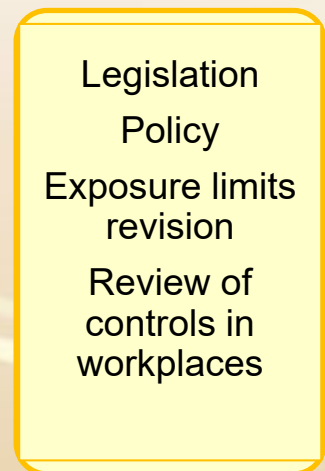 Legislation
Policy
Exposure limits
revision
Review of
controls in
workplaces